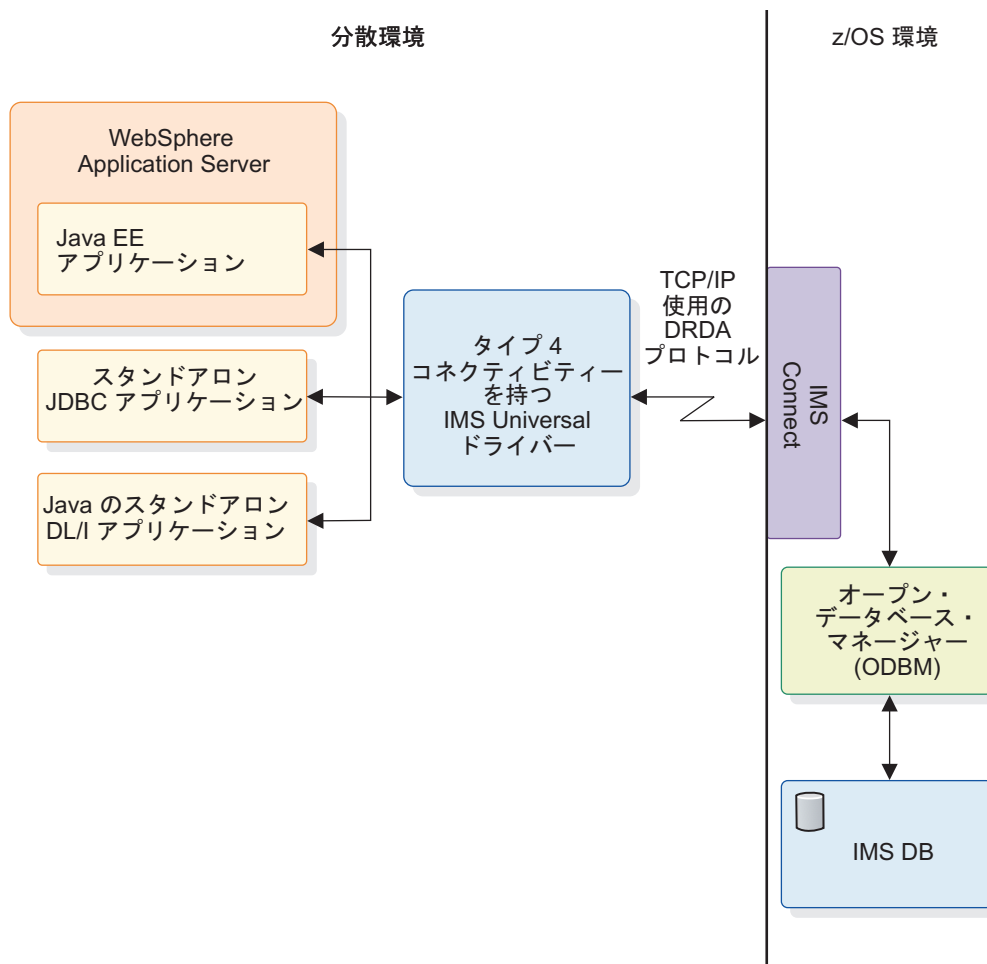 分散環境
z/OS 環境
WebSphere
Application Server
Java EE
アプリケーション
スタンドアロン
JDBC アプリケーション
Java のスタンドアロン
DL/I アプリケーション
タイプ 4
コネクティビティー
を持つ
IMS Universal
ドライバー
TCP/IP
使用の
DRDA
プロトコル
IMS
Connect
オープン・
データベース・
マネージャー
(ODBM)
IMS DB